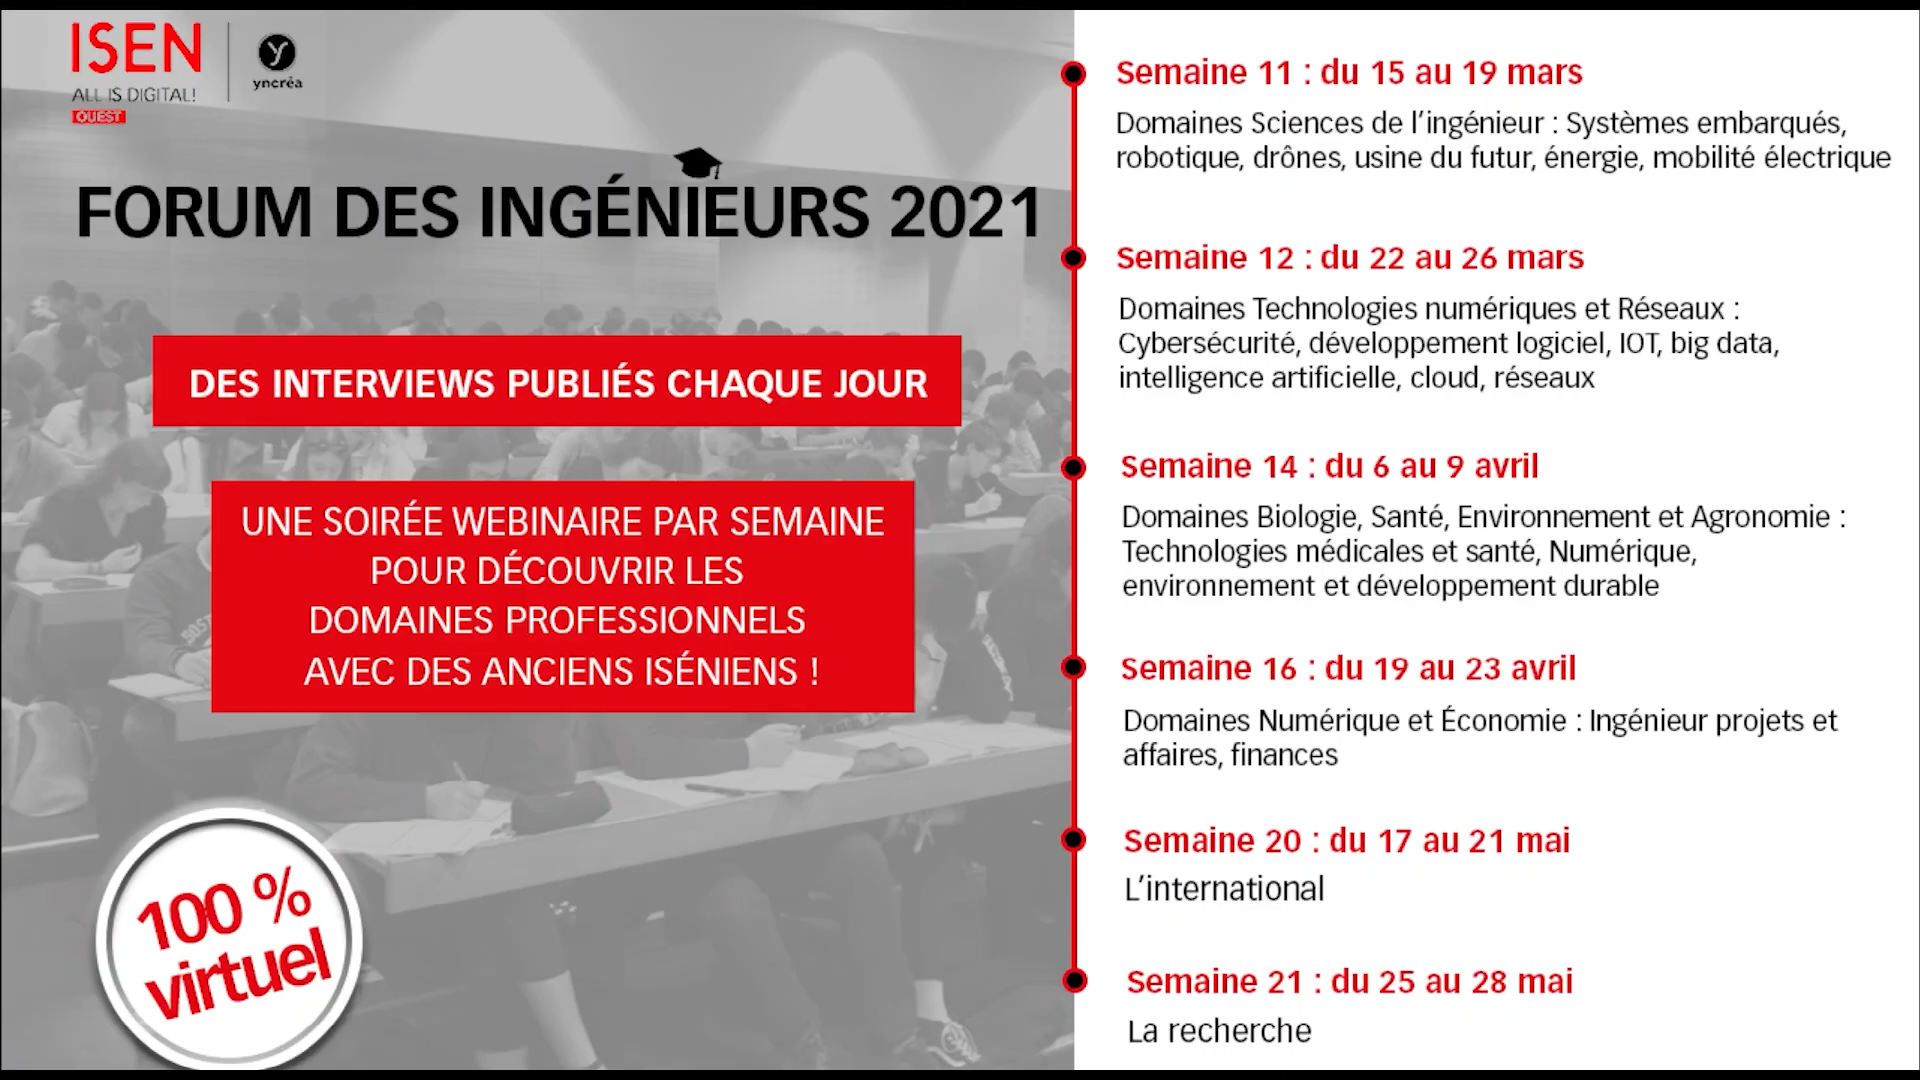 ISEN
ALL IS DIGITAL!
OUEST
yncréa
FORUM DES INGÉNIEURS 2021
DES INTERVIEWS PUBLIÉS CHAQUE JOUR
UNE SOIRÉE WEBINAIRE PAR SEMAINE
POUR DÉCOUVRIR LES
DOMAINES PROFESSIONNELS
AVEC DES ANCIENS ISÉNIENS !
100 %
virtuel
Semaine 11 : du 15 au 19 mars
Domaines Sciences de l'ingénieur : Systèmes embarqués,
robotique, drônes, usine du futur, énergie, mobilité électrique
Semaine 12 : du 22 au 26 mars
Domaines Technologies numériques et Réseaux :
Cybersécurité, développement logiciel, IOT, big data,
intelligence artificielle, cloud, réseaux
Semaine 14 : du 6 au 9 avril
Domaines Biologie, Santé, Environnement et Agronomie :
Technologies médicales et santé, Numérique,
environnement et développement durable
Semaine 16 : du 19 au 23 avril
Domaines Numérique et Économie : Ingénieur projets et
affaires, finances
Semaine 20 : du 17 au 21 mai
L'international
Semaine 21 : du 25 au 28 mai
La recherche